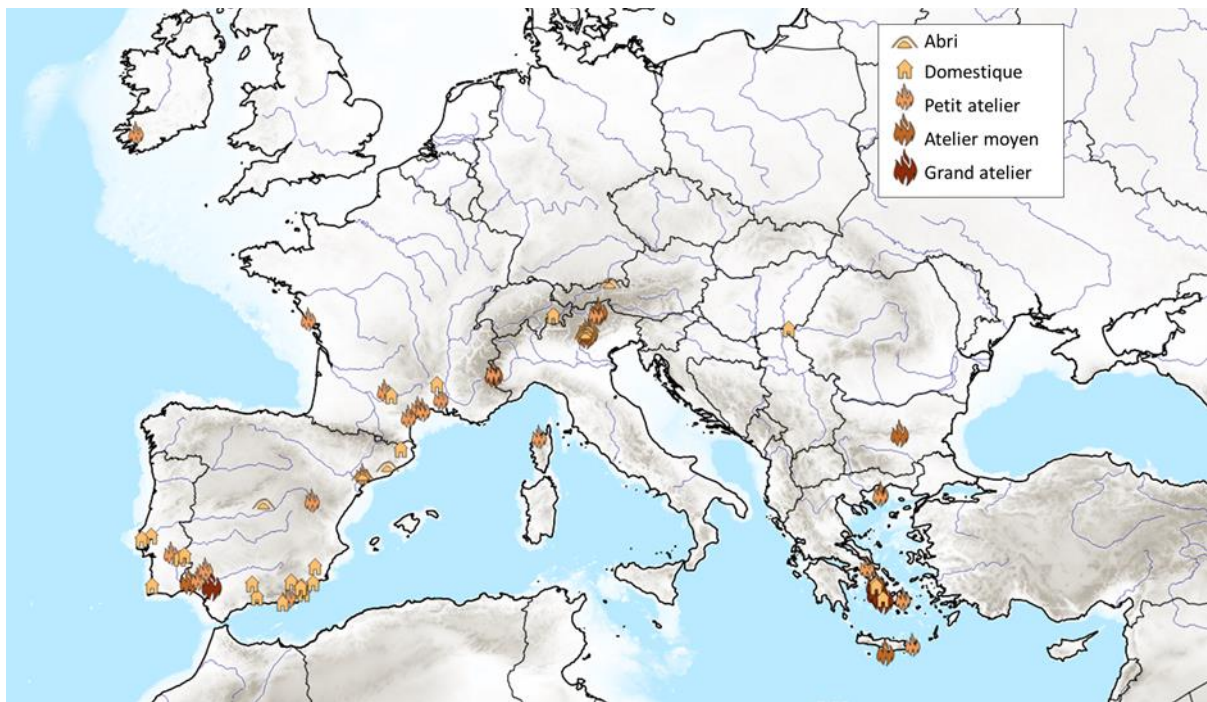 Abri
Domestique
Petit atelier
Atelier moyen
Grand atelier